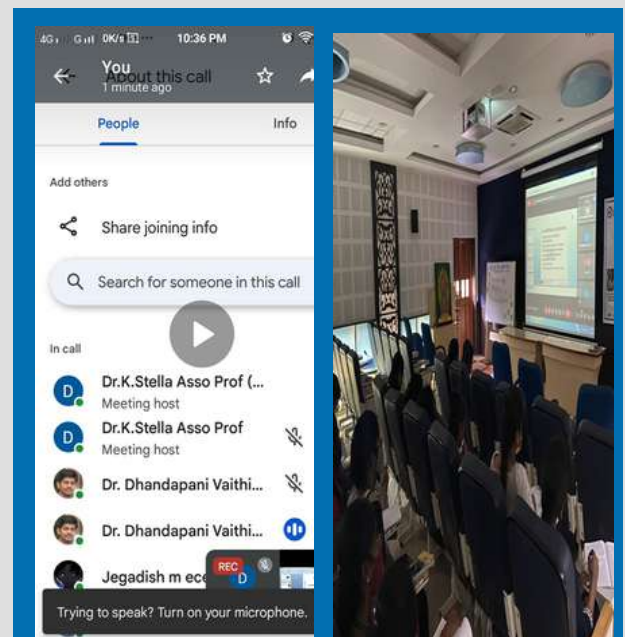 4G G 0K/s ··· 10:36 PM
You
About this call
1 minute ago
People Info
Add others
Share joining info
Search for someone in this call
In call
D Dr.K.Stella Asso Prof (...
Meeting host
D Dr.K.Stella Asso Prof
Meeting host
Dr. Dhandapani Vaithi...
Dr. Dhandapani Vaithi...
Jegadish m ece
REC
D
Trying to speak? Turn on your microphone.